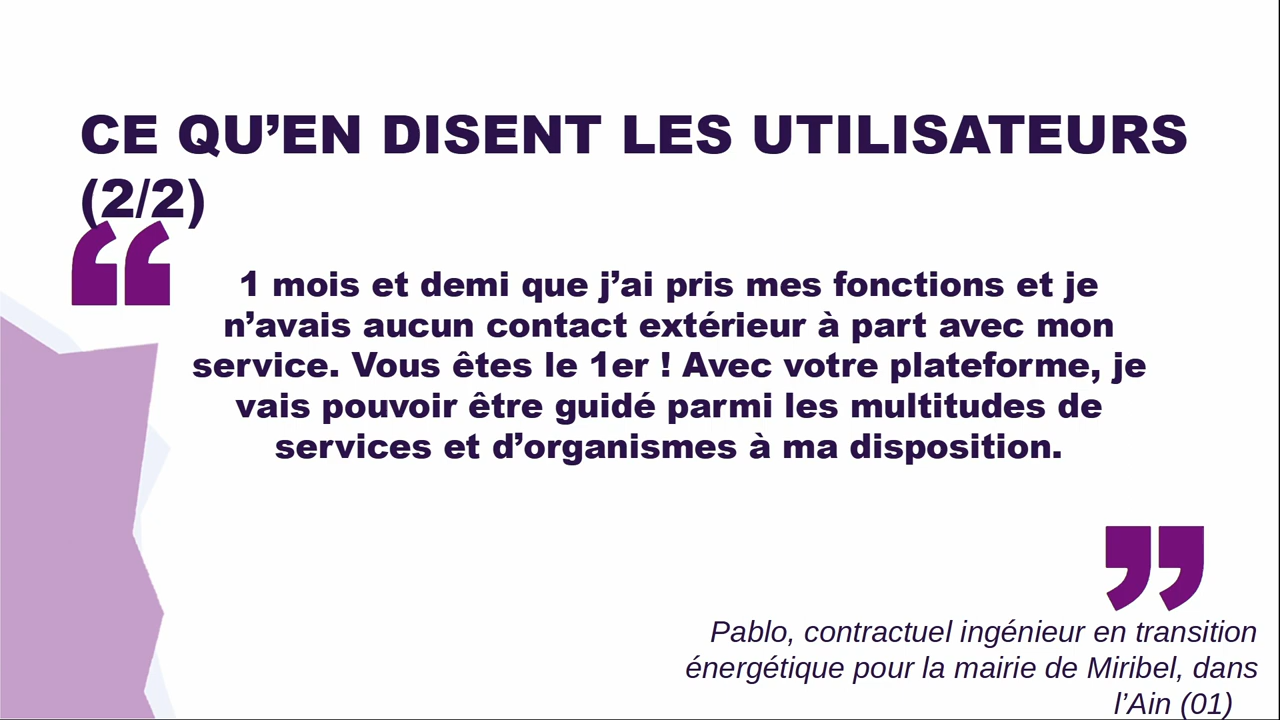 CE QU’EN DISENT LES UTILISATEURS
(2/2)
“
1 mois et demi que j’ai pris mes fonctions et je
n’avais aucun contact extérieur à part avec mon
service. Vous êtes le 1er ! Avec votre plateforme, je
vais pouvoir être guidé parmi les multitudes de
services et d’organismes à ma disposition.
”
Pablo, contractuel ingénieur en transition
énergétique pour la mairie de Miribel, dans
l’Ain (01)